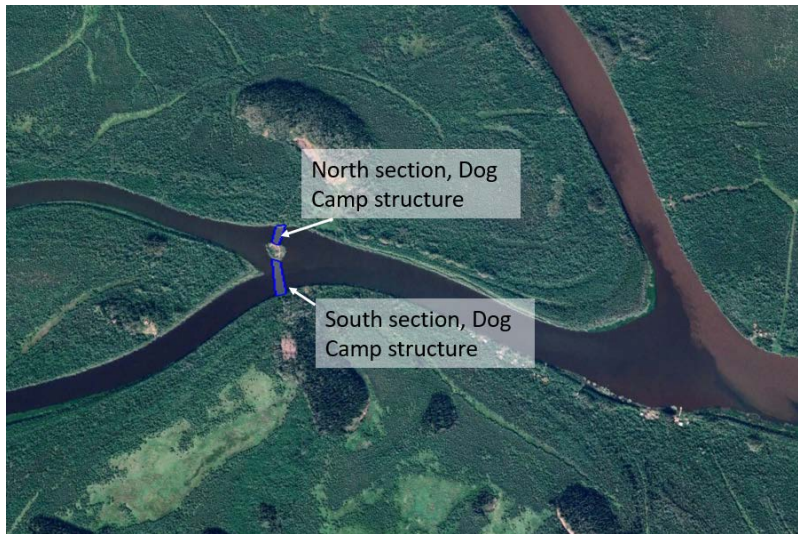 North section, Dog
Camp structure
South section, Dog
Camp structure